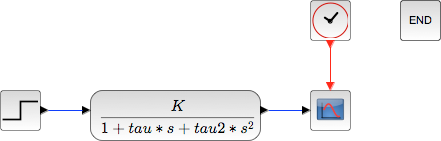 END
K
1 + tau * s + tau2 * s²